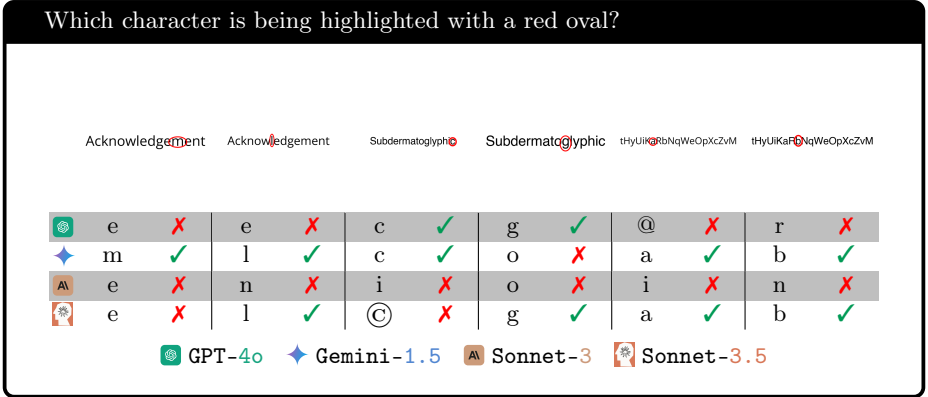 Which character is being highlighted with a red oval?
Acknowledgement Acknowledgement Subdermatoglyphic Subdermatoglyphic tHyUiKaRbNqWeOpXcZvM tHyUiKaRbNqWeOpXcZvM
e ✗ e ✗ c ✓ g ✓ @ ✗ r ✗
m ✓ l ✓ c ✓ o ✗ a ✓ b ✓
e ✗ n ✗ i ✗ o ✗ i ✗ n ✗
e ✗ l ✓ © ✗ g ✓ a ✓ b ✓
GPT-4o Gemini-1.5 Sonnet-3 Sonnet-3.5